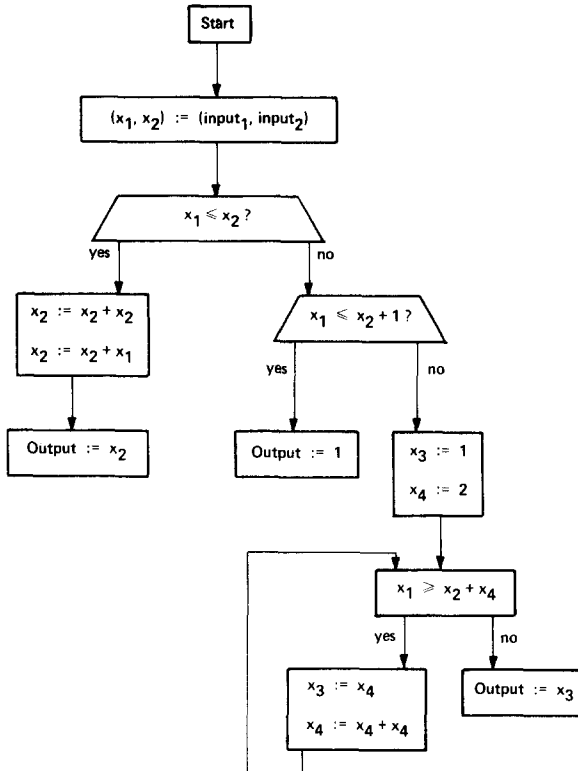 Start
(x₁, x₂) := (input₁, input₂)
x₁ ⩽ x₂ ?
yes
no
x₂ := x₂ + x₂
x₂ := x₂ + x₁
x₁ ⩽ x₂ + 1 ?
yes
no
Output := x₂
Output := 1
x₃ := 1
x₄ := 2
x₁ ⩾ x₂ + x₄
yes
no
x₃ := x₄
x₄ := x₄ + x₄
Output := x₃